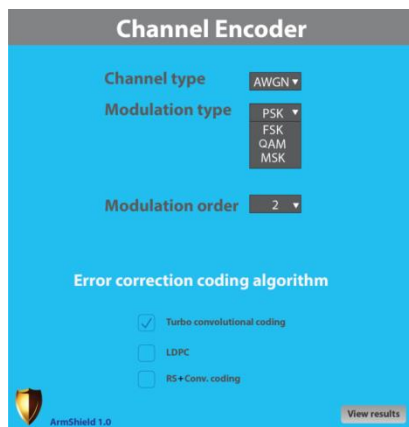 Channel Encoder
Channel type AWGN
Modulation type PSK
FSK
QAM
MSK
Modulation order 2
Error correction coding algorithm
Turbo convolutional coding
LDPC
RS+Conv. coding
ArmShield 1.0
View results